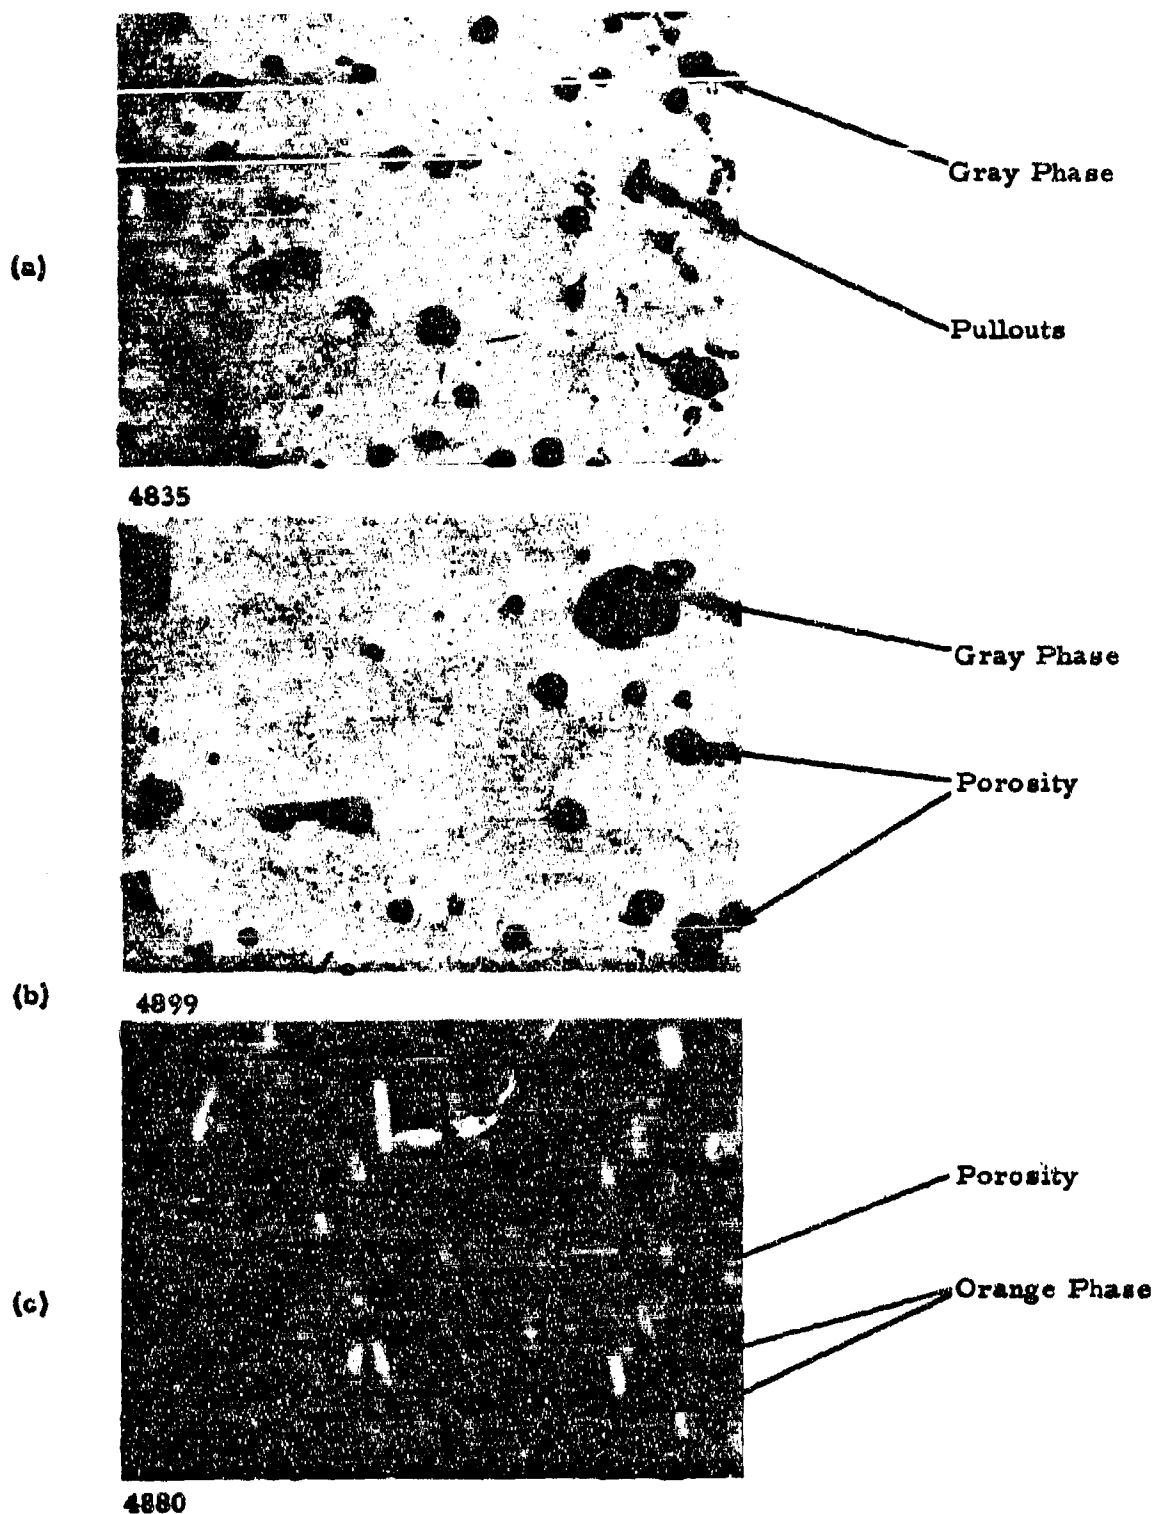 Gray Phase
(a)
Pullouts
4835
Gray Phase
Porosity
(b)
4899
Porosity
(c)
Orange Phase
4880